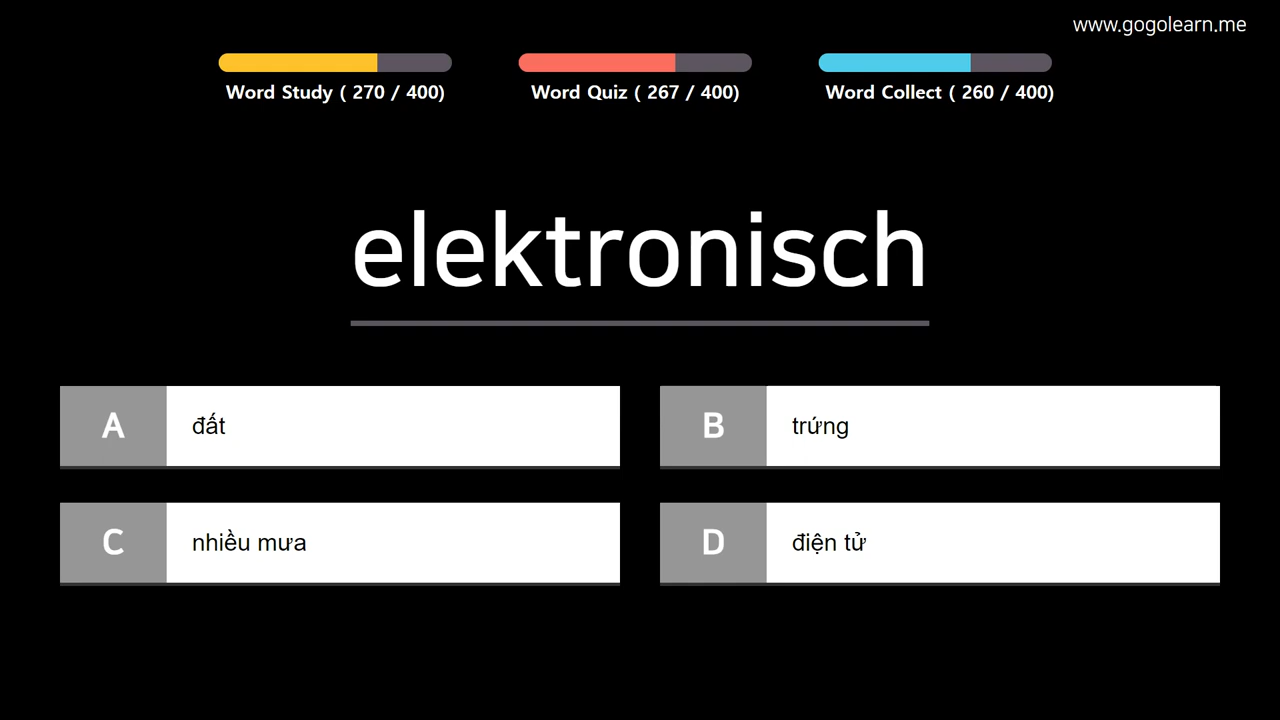 www.gogolearn.me
Word Study ( 270 / 400)
Word Quiz ( 267 / 400)
Word Collect ( 260 / 400)
elektronisch
A đất
B trứng
C nhiều mưa
D điện tử